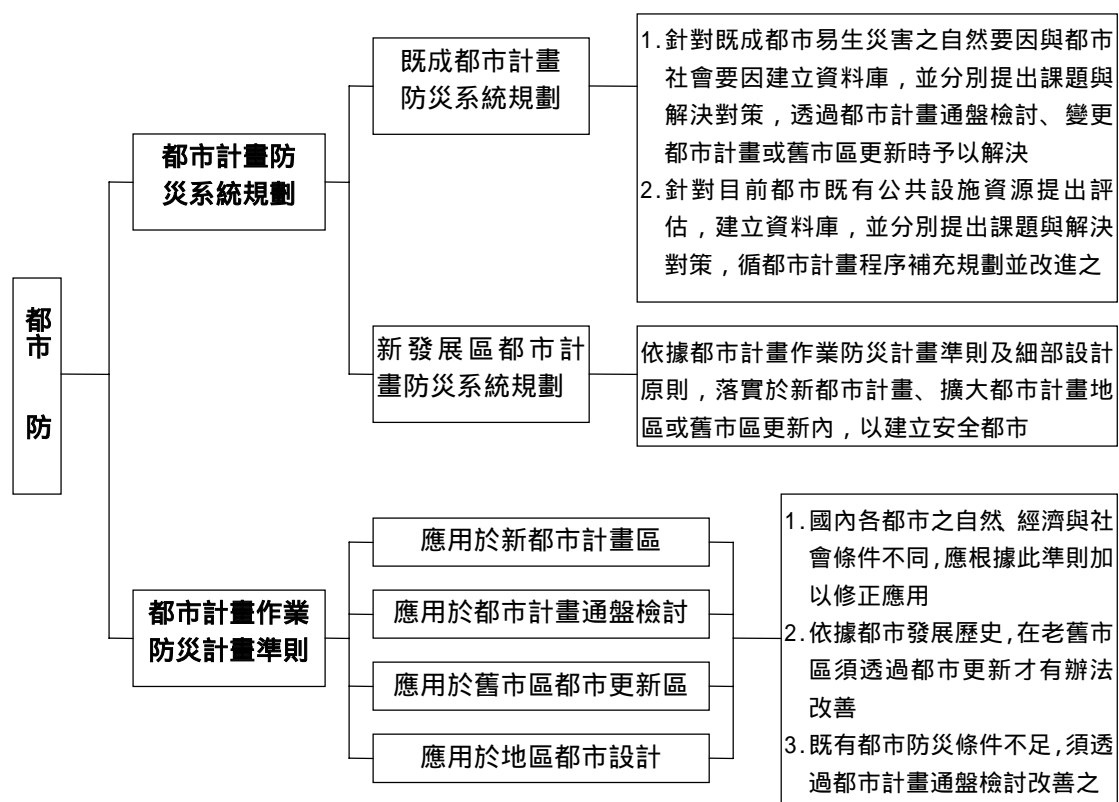 都市防
都市計畫防
災系統規劃
既成都市計畫
防災系統規劃
1.針對既成都市易生災害之自然要因與都市
社會要因建立資料庫，並分別提出課題與
解決對策，透過都市計畫通盤檢討、變更
都市計畫或舊市區更新時予以解決
2.針對目前都市既有公共設施資源提出評
估，建立資料庫，並分別提出課題與解決
對策，循都市計畫程序補充規劃並改進之
新發展區都市計
畫防災系統規劃
依據都市計畫作業防災計畫準則及細部設計
原則，落實於新都市計畫、擴大都市計畫地
區或舊市區更新內，以建立安全都市
都市計畫作業
防災計畫準則
應用於新都市計畫區
應用於都市計畫通盤檢討
應用於舊市區都市更新區
應用於地區都市設計
1.國內各都市之自然、經濟與社
會條件不同，應根據此準則加
以修正應用
2.依據都市發展歷史，在老舊市
區須透過都市更新才有辦法
改善
3.既有都市防災條件不足，須透
過都市計畫通盤檢討改善之